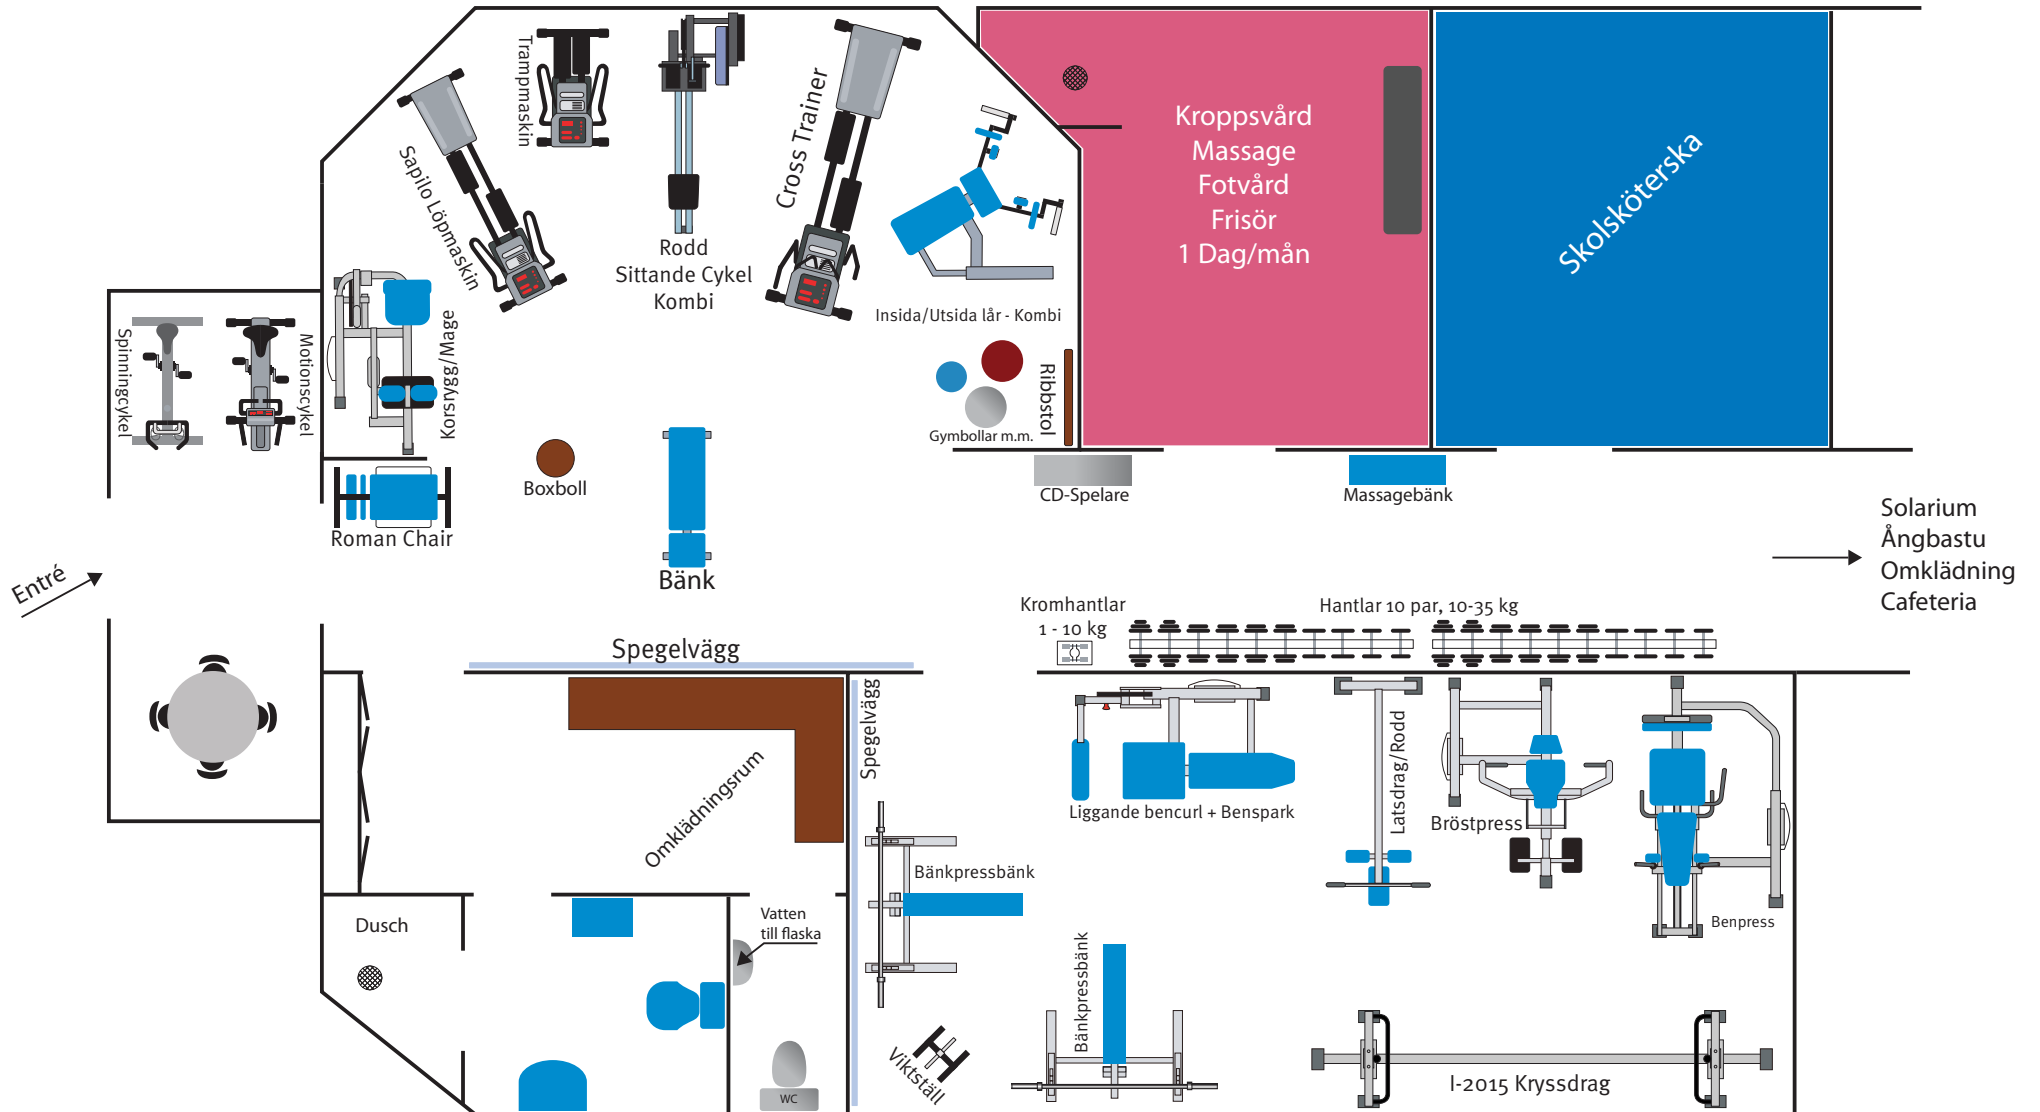 Trampmaskin
Sapilo Löpmaskin
Rodd
Sittande Cykel
Kombi
Cross Trainer
Insida/Utsida lår - Kombi
Kroppsvård
Massage
Fotvård
Frisör
1 Dag/mån
Skolsköterska
Spinningcykel
Motionscykel
Korsrygg/Mage
Gymbollar m.m.
Ribbstol
Boxboll
Roman Chair
Bänk
CD-Spelare
Massagebänk
Solarium
Ångbastu
Omklädning
Cafeteria
Entré
Kromhantlar
1 - 10 kg
Hantlar 10 par, 10-35 kg
Spegelvägg
Spegelvägg
Omklädningsrum
Liggande bencurl + Benspark
Latsdrag/Rodd
Bröstpress
Benpress
Bänkpressbänk
Dusch
Vatten
till flaska
Bänkpressbänk
Viktställ
WC
I-2015 Kryssdrag